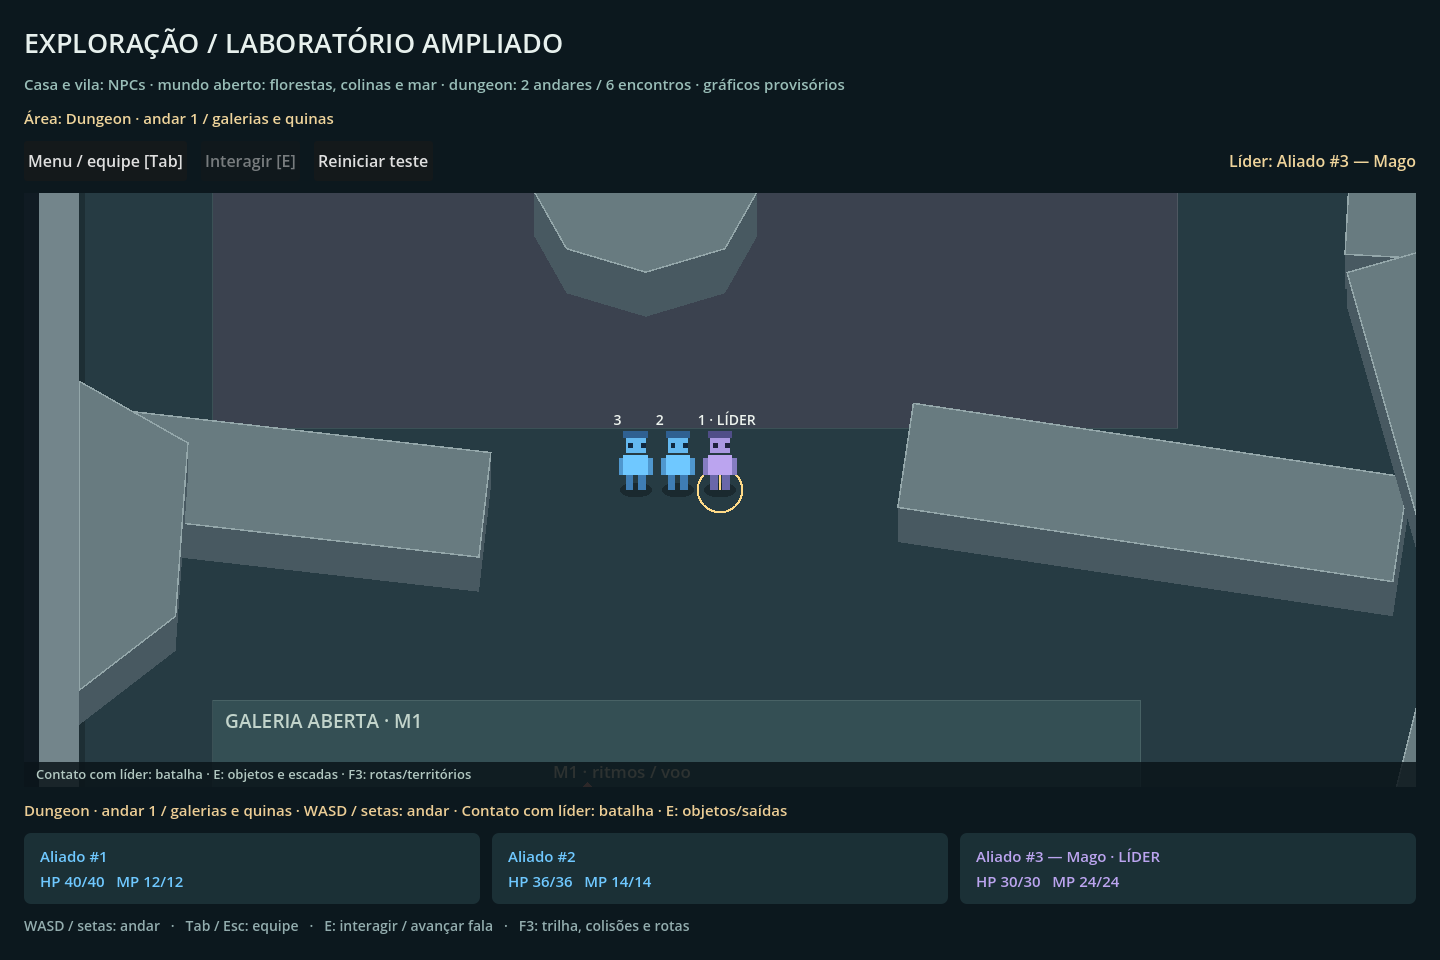 EXPLORAÇÃO / LABORATÓRIO AMPLIADO
Casa e vila: NPCs · mundo aberto: florestas, colinas e mar · dungeon: 2 andares / 6 encontros · gráficos provisórios
Área: Dungeon · andar 1 / galerias e quinas
Menu / equipe [Tab] Interagir [E] Reiniciar teste Líder: Aliado #3 — Mago
3 2 1 · LÍDER
GALERIA ABERTA · M1
M1 · ritmos / voo
Contato com líder: batalha · E: objetos e escadas · F3: rotas/territórios
Dungeon · andar 1 / galerias e quinas · WASD / setas: andar · Contato com líder: batalha · E: objetos/saídas
Aliado #1
HP 40/40 MP 12/12
Aliado #2
HP 36/36 MP 14/14
Aliado #3 — Mago · LÍDER
HP 30/30 MP 24/24
WASD / setas: andar · Tab / Esc: equipe · E: interagir / avançar fala · F3: trilha, colisões e rotas